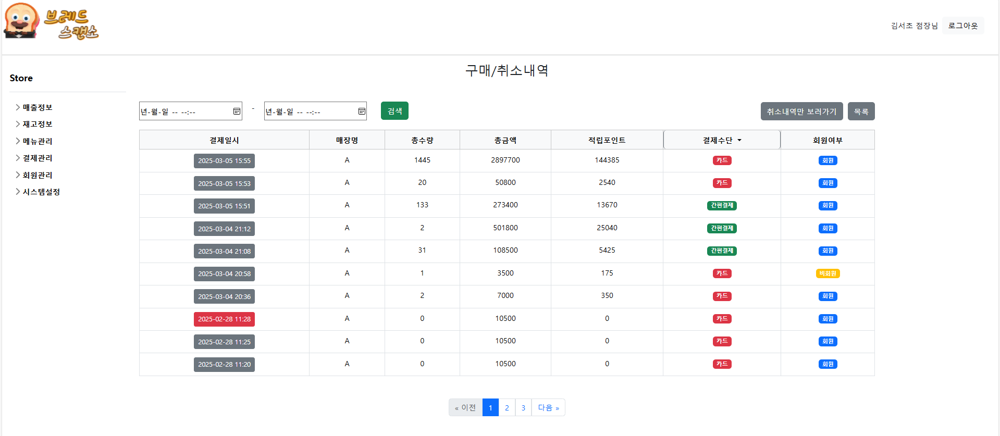 브레드
스캔소
김서초 점장님 로그아웃
구매/취소내역
Store
매출정보
재고정보
메뉴관리
결제관리
회원관리
시스템설정
년-월-일 -- --:-- - 년-월-일 -- --:-- 검색 취소내역만 보러가기 목록
결제일시 매장명 총수량 총금액 적립포인트 결제수단 회원여부
2025-03-05 15:55 A 1445 2897700 144385 카드 회원
2025-03-05 15:53 A 20 50800 2540 카드 회원
2025-03-05 15:51 A 133 273400 13670 간편결제 회원
2025-03-04 21:12 A 2 501800 25040 간편결제 회원
2025-03-04 21:08 A 31 108500 5425 간편결제 회원
2025-03-04 20:58 A 1 3500 175 카드 비회원
2025-03-04 20:36 A 2 7000 350 카드 회원
2025-02-28 11:28 A 0 10500 0 카드 회원
2025-02-28 11:25 A 0 10500 0 카드 회원
2025-02-28 11:20 A 0 10500 0 카드 회원
« 이전 1 2 3 다음 »